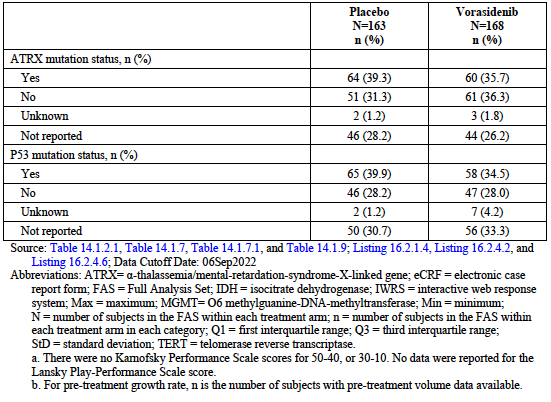 Placebo Vorasidenib
N=163 N=168
n (%) n (%)
ATRX mutation status, n (%)
Yes 64 (39.3) 60 (35.7)
No 51 (31.3) 61 (36.3)
Unknown 2 (1.2) 3 (1.8)
Not reported 46 (28.2) 44 (26.2)
P53 mutation status, n (%)
Yes 65 (39.9) 58 (34.5)
No 46 (28.2) 47 (28.0)
Unknown 2 (1.2) 7 (4.2)
Not reported 50 (30.7) 56 (33.3)
Source: Table 14.1.2.1, Table 14.1.7, Table 14.1.7.1, and Table 14.1.9; Listing 16.2.1.4, Listing 16.2.4.2, and
Listing 16.2.4.6; Data Cutoff Date: 06Sep2022
Abbreviations: ATRX= α-thalassemia/mental-retardation-syndrome-X-linked gene; eCRF = electronic case
report form; FAS = Full Analysis Set; IDH = isocitrate dehydrogenase; IWRS = interactive web response
system; Max = maximum; MGMT= O6 methylguanine-DNA-methyltransferase; Min = minimum;
N = number of subjects in the FAS within each treatment arm; n = number of subjects in the FAS within
each treatment arm in each category; Q1 = first interquartile range; Q3 = third interquartile range;
StD = standard deviation; TERT = telomerase reverse transcriptase.
a. There were no Karnofsky Performance Scale scores for 50-40, or 30-10. No data were reported for the
Lansky Play-Performance Scale score.
b. For pre-treatment growth rate, n is the number of subjects with pre-treatment volume data available.